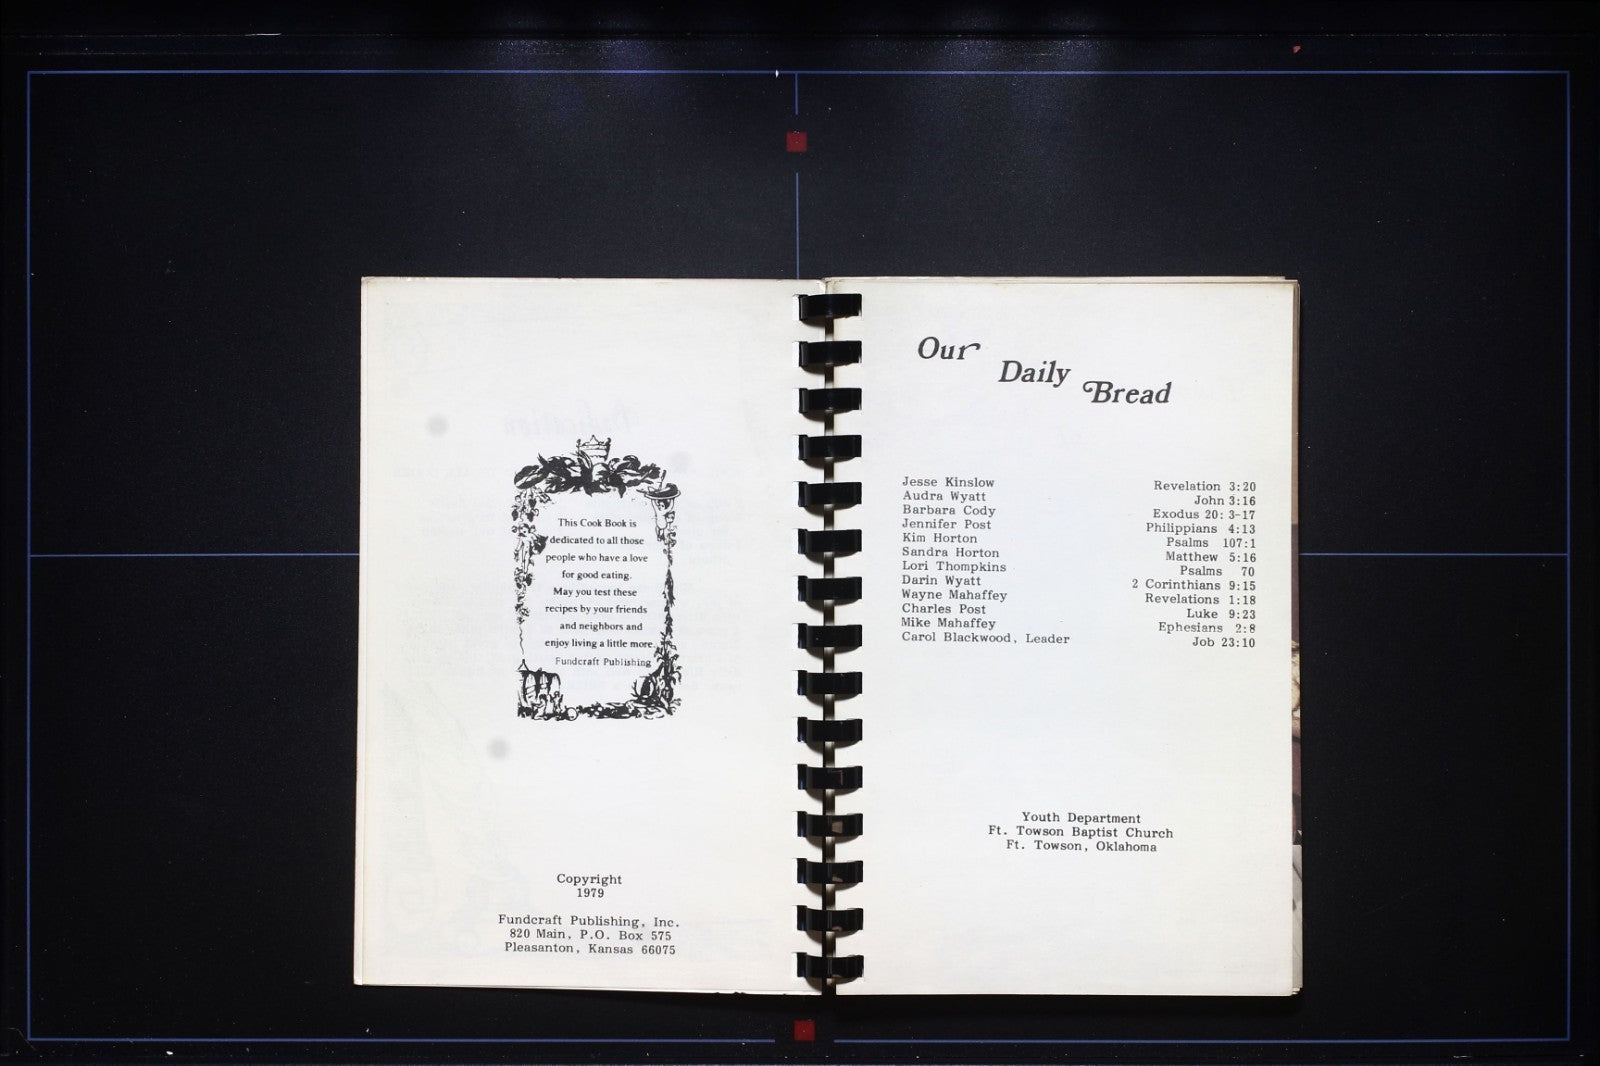 This Cook Book is
dedicated to all those
people who have a love
for good eating.
May you test these
recipes by your friends
and neighbors and
enjoy living a little more.
Fundcraft Publishing
Copyright
1979
Fundcraft Publishing, Inc.
820 Main, P.O. Box 575
Pleasanton, Kansas 66075
Our Daily Bread
Jesse Kinslow Revelation 3:20
Audra Wyatt John 3:16
Barbara Cody Exodus 20: 3-17
Jennifer Post Philippians 4:13
Kim Horton Psalms 107:1
Sandra Horton Matthew 5:16
Lori Thompkins Psalms 70
Darin Wyatt 2 Corinthians 9:15
Wayne Mahaffey Revelations 1:18
Charles Post Luke 9:23
Mike Mahaffey Ephesians 2:8
Carol Blackwood, Leader Job 23:10
Youth Department
Ft. Towson Baptist Church
Ft. Towson, Oklahoma